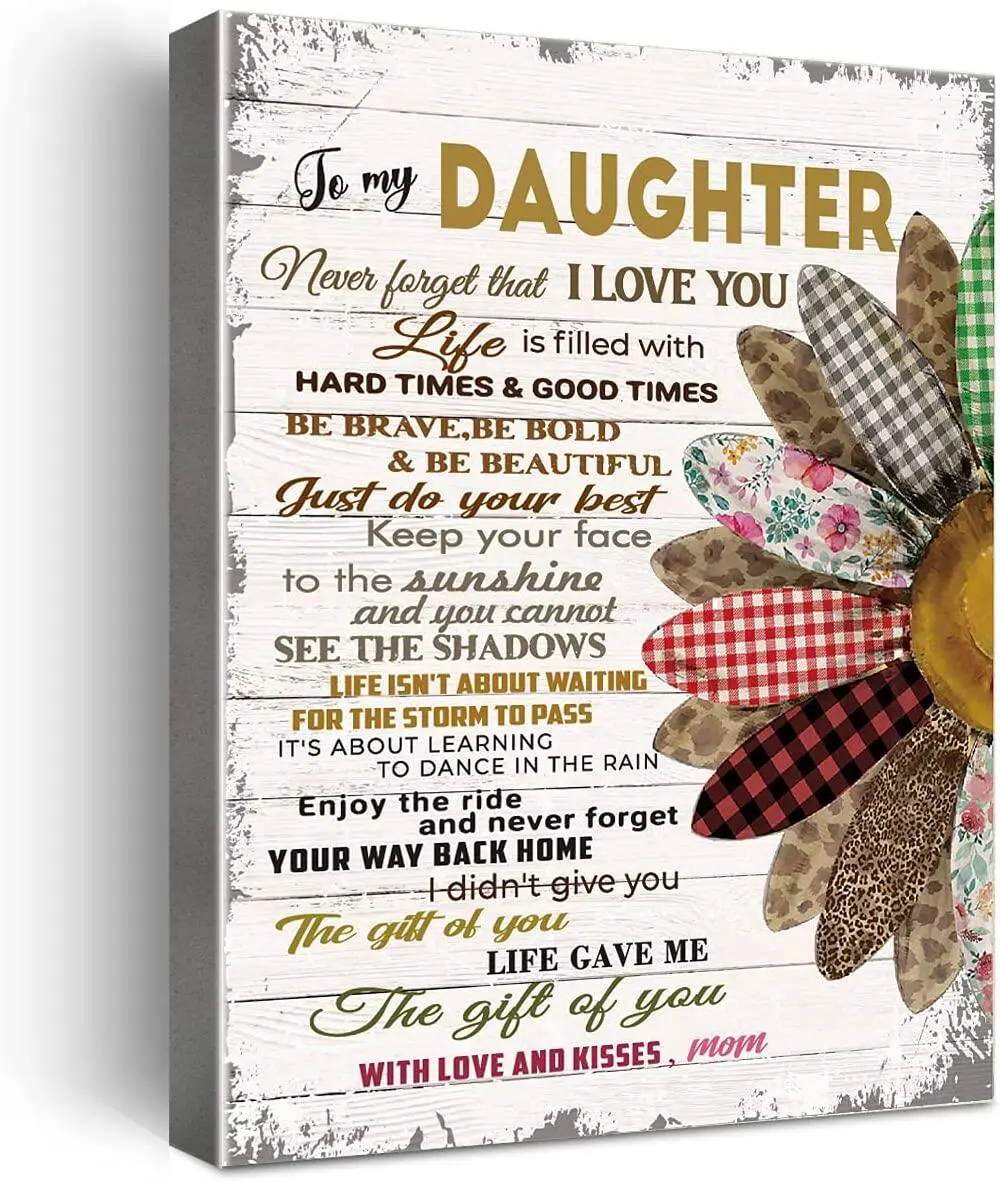 To my DAUGHTER
Never forget that I LOVE YOU
Life is filled with
HARD TIMES & GOOD TIMES
BE BRAVE,BE BOLD
& BE BEAUTIFUL
Just do your best
Keep your face
to the sunshine
and you cannot
SEE THE SHADOWS
LIFE ISN'T ABOUT WAITING
FOR THE STORM TO PASS
IT'S ABOUT LEARNING
TO DANCE IN THE RAIN
Enjoy the ride
and never forget
YOUR WAY BACK HOME
I didn't give you
The gift of you
LIFE GAVE ME
The gift of you
WITH LOVE AND KISSES, mom